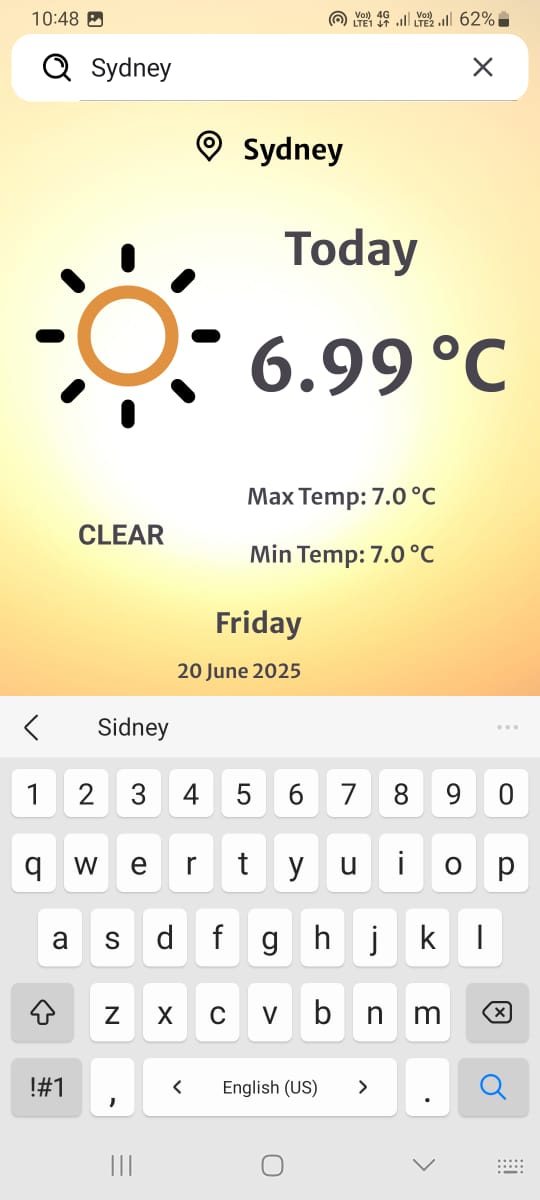 10:48 Vo)) LTE1 4G Vo)) LTE2 62%
Sydney
Sydney
Today
6.99 °C
Max Temp: 7.0 °C
CLEAR
Min Temp: 7.0 °C
Friday
20 June 2025
Sidney
1 2 3 4 5 6 7 8 9 0
q w e r t y u i o p
a s d f g h j k l
z x c v b n m
!#1 , English (US) .